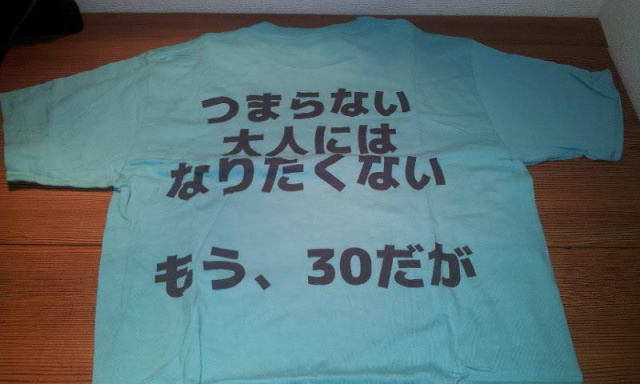 つまらない
大人には
なりたくない
もう、30だが